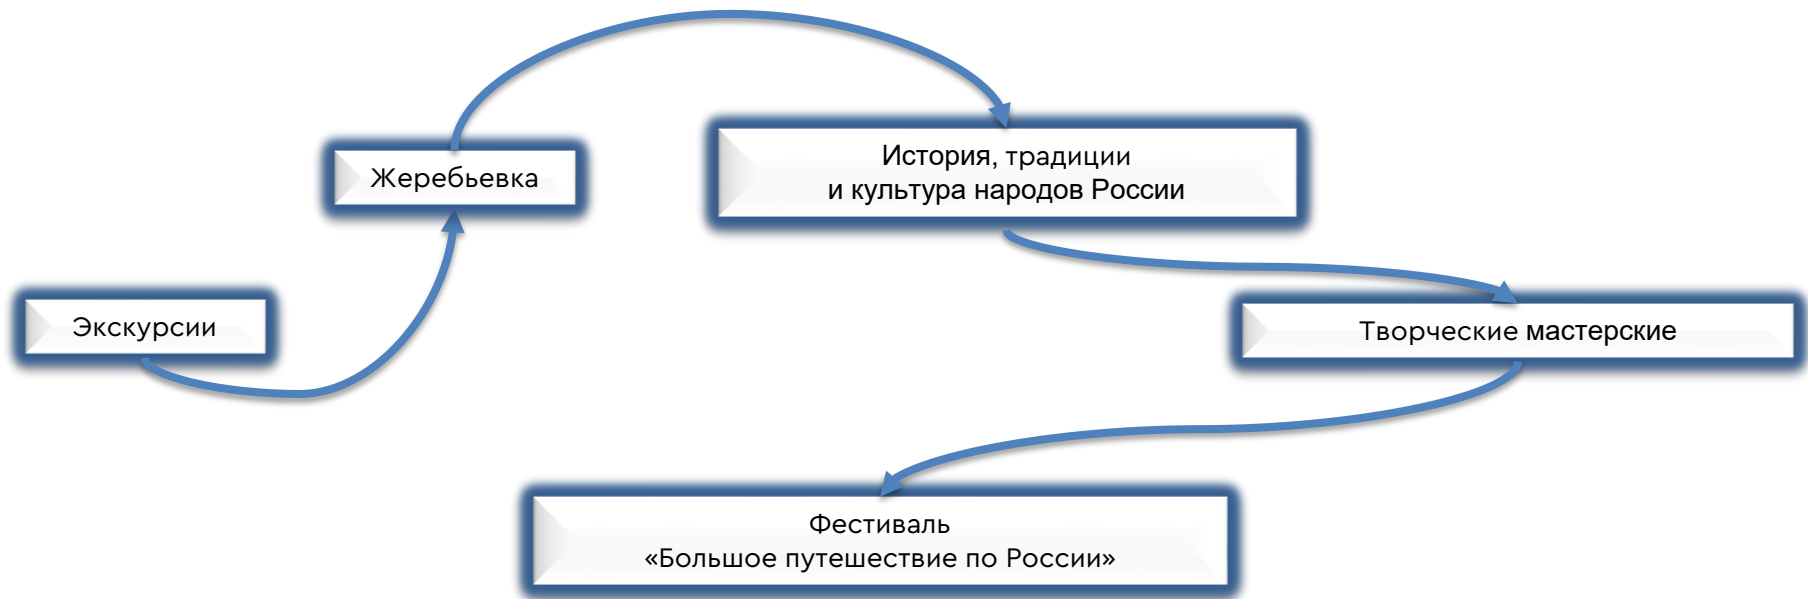 Жеребьевка
История, традиции
и культура народов России
Экскурсии
Творческие мастерские
Фестиваль
«Большое путешествие по России»